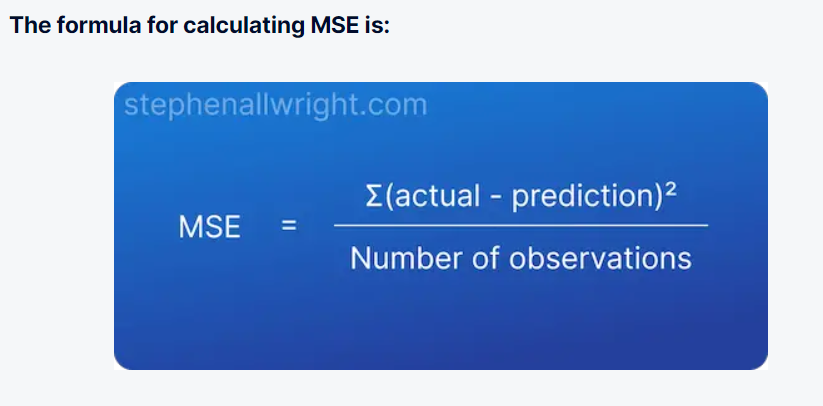 The formula for calculating MSE is:
stephenallwright.com
MSE = Σ(actual - prediction)²
Number of observations